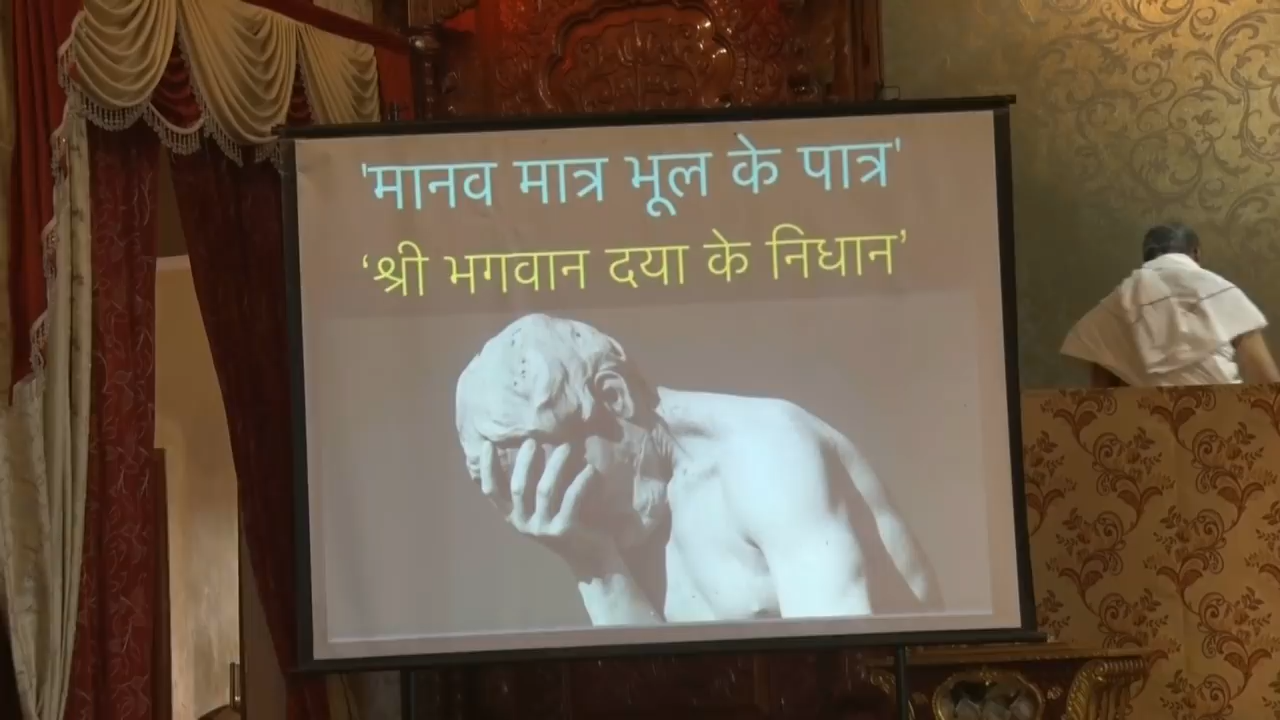 'मानव मात्र भूल के पात्र'
‘श्री भगवान दया के निधान’